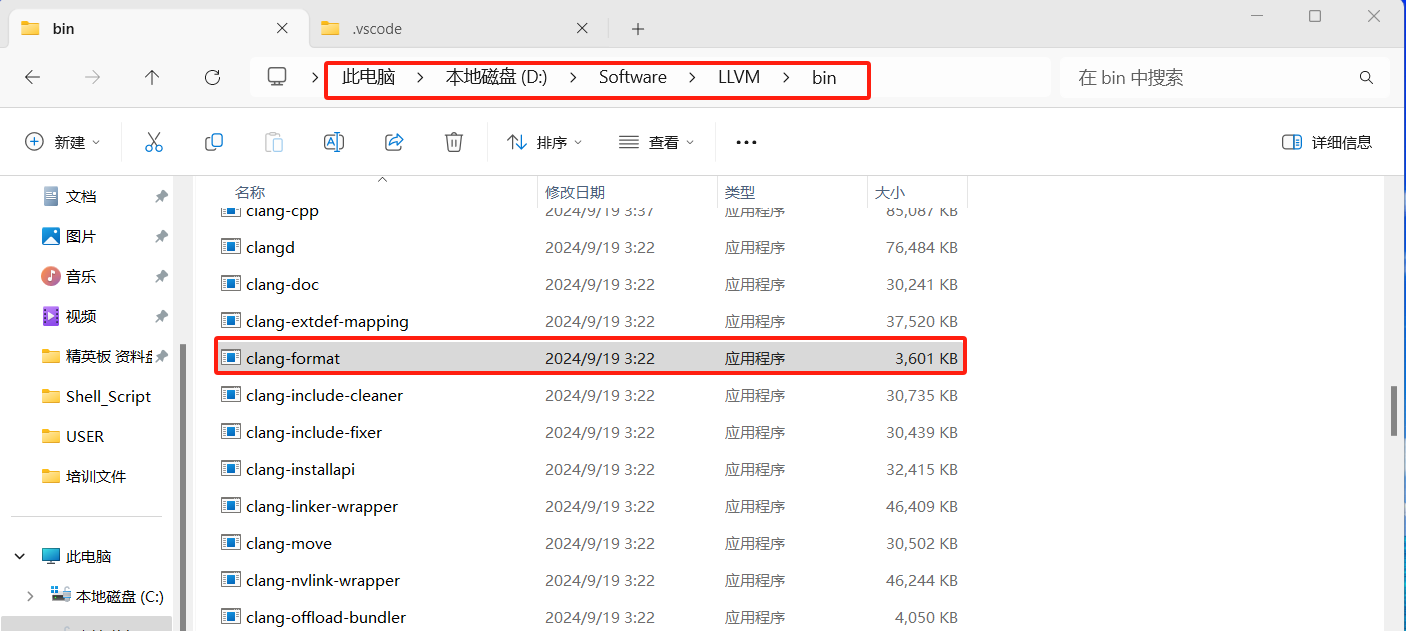 bin
.vscode
此电脑 > 本地磁盘 (D:) > Software > LLVM > bin
在 bin 中搜索
新建
排序
查看
详细信息
名称 修改日期 类型 大小
clang-cpp 2024/9/19 3:37 应用程序 85,087 KB
clangd 2024/9/19 3:22 应用程序 76,484 KB
clang-doc 2024/9/19 3:22 应用程序 30,241 KB
clang-extdef-mapping 2024/9/19 3:22 应用程序 37,520 KB
clang-format 2024/9/19 3:22 应用程序 3,601 KB
clang-include-cleaner 2024/9/19 3:22 应用程序 30,735 KB
clang-include-fixer 2024/9/19 3:22 应用程序 30,439 KB
clang-installapi 2024/9/19 3:22 应用程序 32,415 KB
clang-linker-wrapper 2024/9/19 3:22 应用程序 46,409 KB
clang-move 2024/9/19 3:22 应用程序 30,502 KB
clang-nvlink-wrapper 2024/9/19 3:22 应用程序 46,244 KB
clang-offload-bundler 2024/9/19 3:22 应用程序 4,050 KB
文档
图片
音乐
视频
精英板 资料盘
Shell_Script
USER
培训文件
此电脑
本地磁盘 (C:)